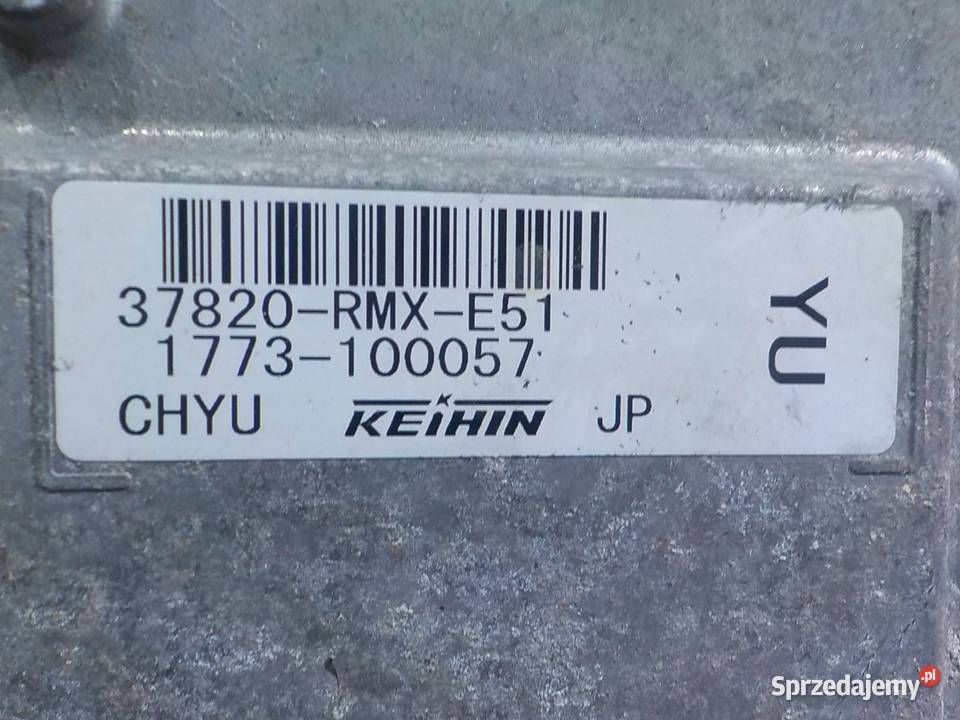 37820-RMX-E51
1773-100057
CHYU KEIHIN JP
YU
Sprzedajemy.pl